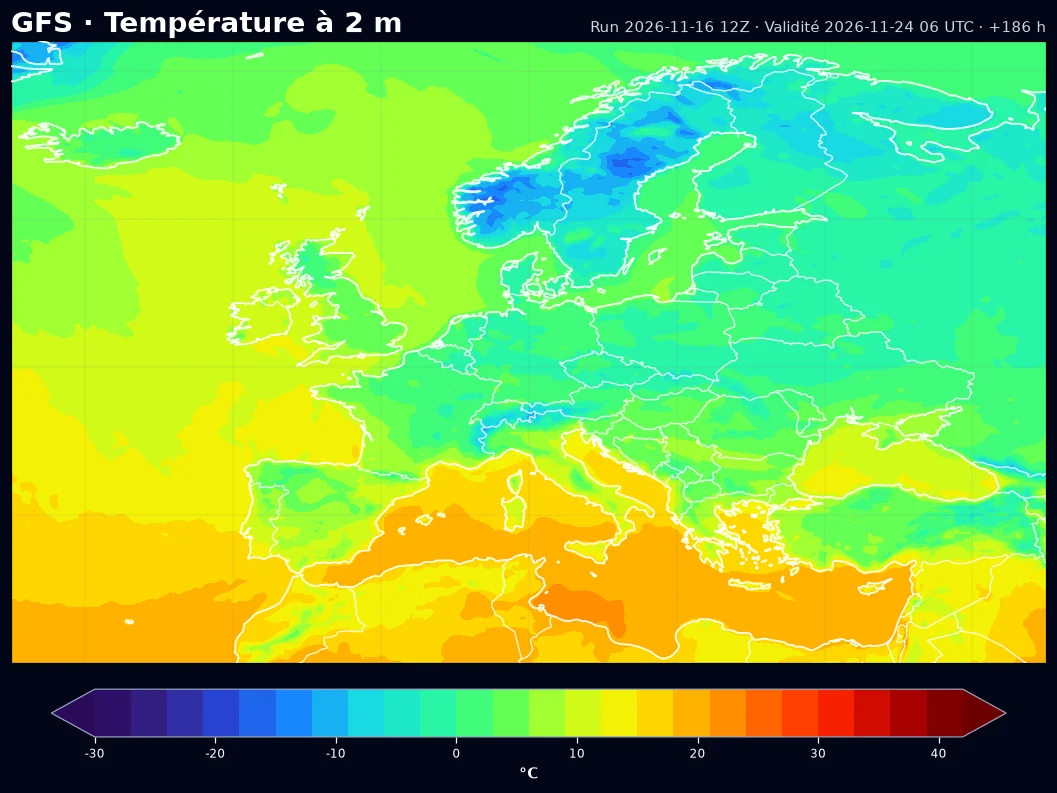 GFS · Température à 2 m
Run 2026-11-16 12Z · Validité 2026-11-24 06 UTC · +186 h
-30 -20 -10 0 10 20 30 40
°C